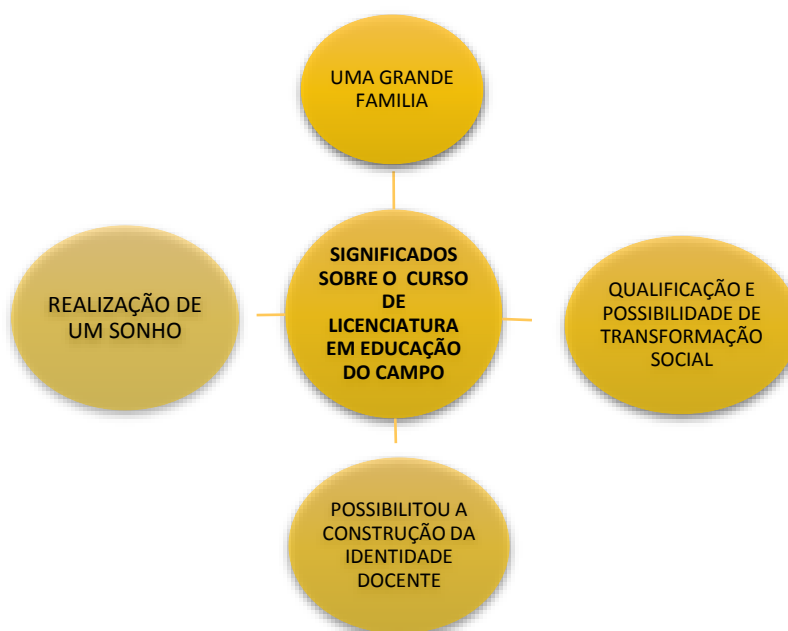 UMA GRANDE
FAMILIA
SIGNIFICADOS
SOBRE O CURSO
DE
LICENCIATURA
EM EDUCAÇÃO
DO CAMPO
REALIZAÇÃO DE
UM SONHO
QUALIFICAÇÃO E
POSSIBILIDADE DE
TRANSFORMAÇÃO
SOCIAL
POSSIBILITOU A
CONSTRUÇÃO DA
IDENTIDADE
DOCENTE